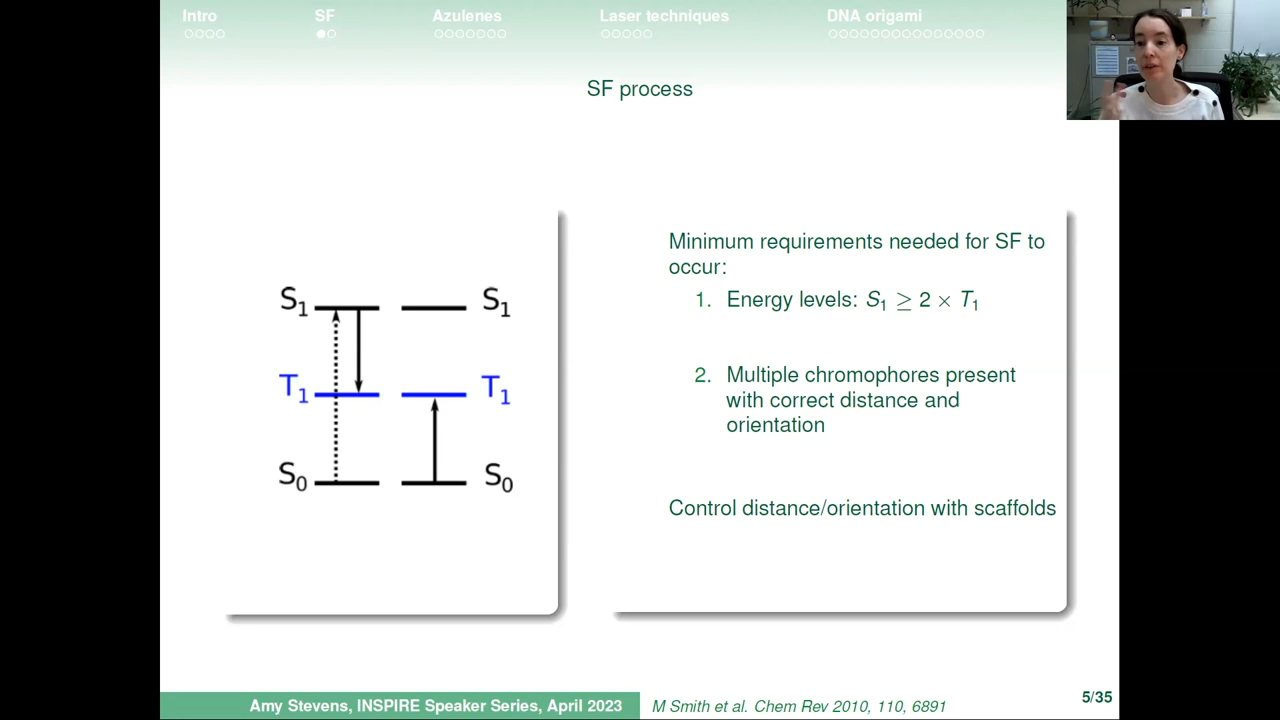 Intro SF Azulenes Laser techniques DNA origami
SF process
S1 S1
T1 T1
S0 S0
Minimum requirements needed for SF to
occur:
1. Energy levels: S1 ≥ 2 × T1
2. Multiple chromophores present
with correct distance and
orientation
Control distance/orientation with scaffolds
Amy Stevens, INSPIRE Speaker Series, April 2023 M Smith et al. Chem Rev 2010, 110, 6891
5/35